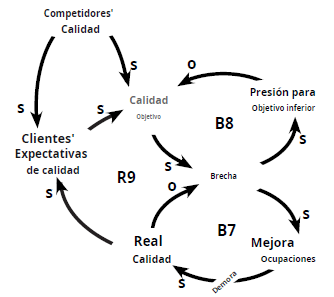 Competidores'
Calidad
s
o
s
Calidad
Objetivo
s
Presión para
Objetivo inferior
s
B8
Clientes'
Expectativas
de calidad
s
s
R9
o
Brecha
s
s
B7
Real
Calidad
Mejora
Ocupaciones
s
Demora